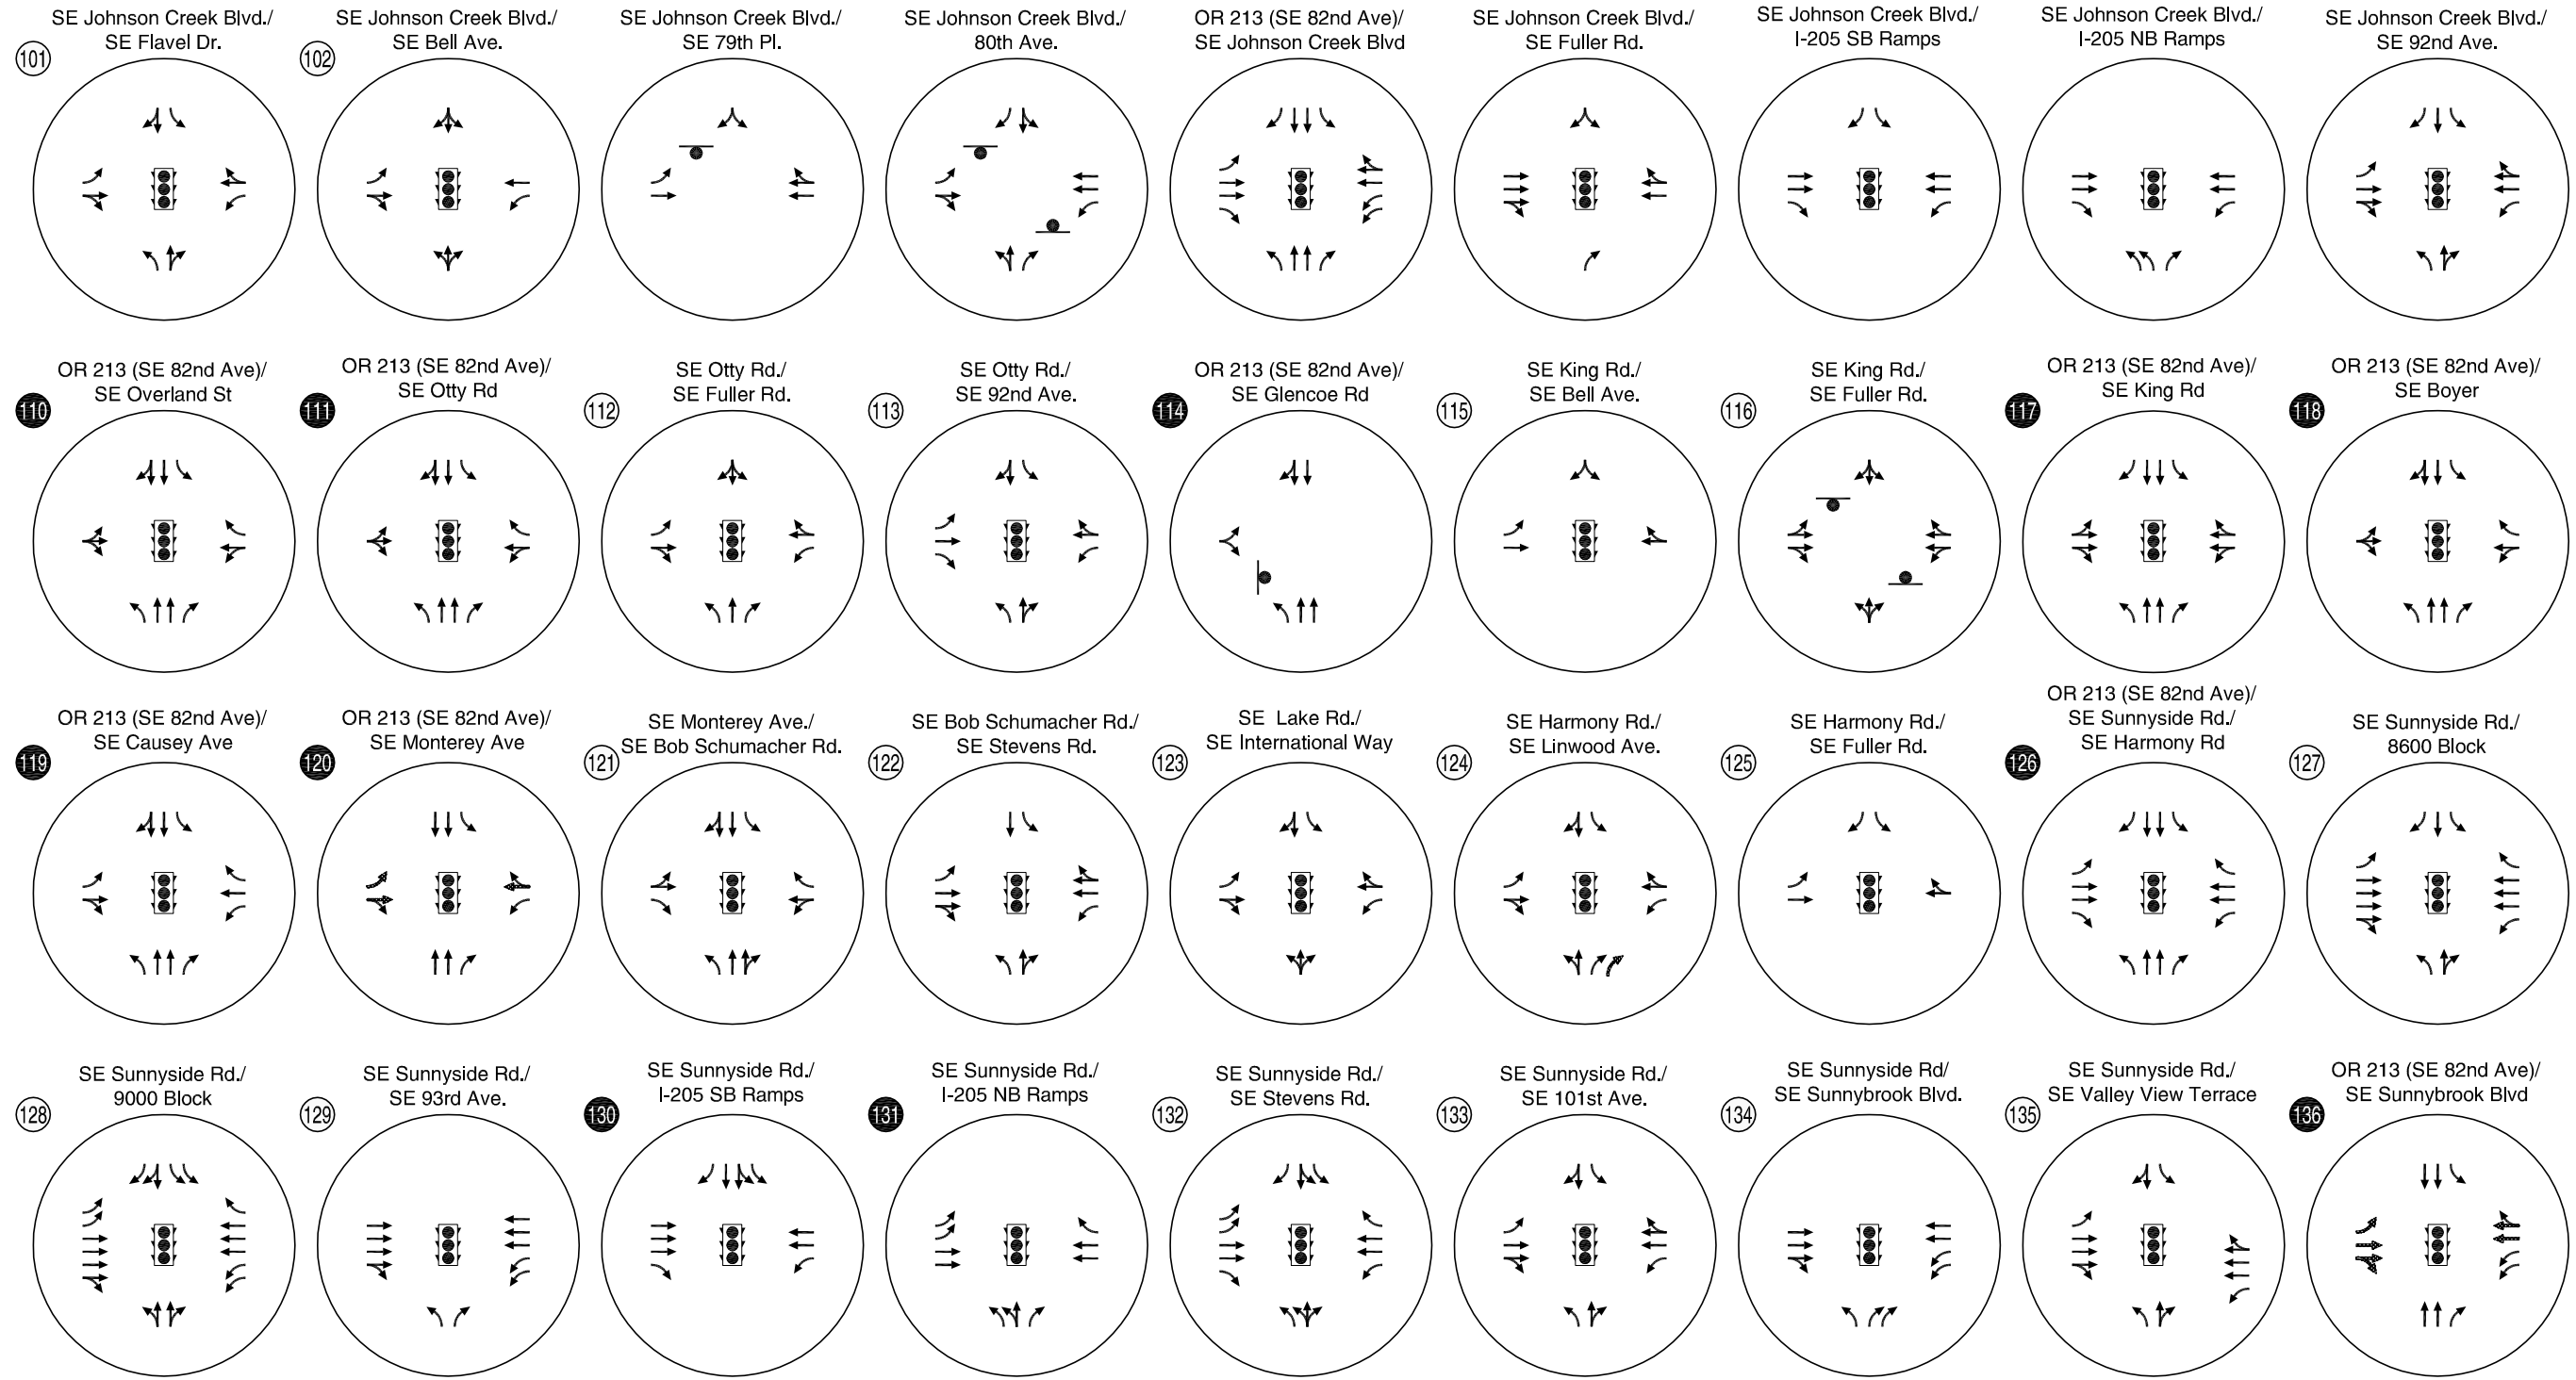 SE Johnson Creek Blvd./
SE Flavel Dr.
101
SE Johnson Creek Blvd./
SE Bell Ave.
102
SE Johnson Creek Blvd./
SE 79th Pl.
SE Johnson Creek Blvd./
80th Ave.
OR 213 (SE 82nd Ave)/
SE Johnson Creek Blvd
SE Johnson Creek Blvd./
SE Fuller Rd.
SE Johnson Creek Blvd./
I-205 SB Ramps
SE Johnson Creek Blvd./
I-205 NB Ramps
SE Johnson Creek Blvd./
SE 92nd Ave.
OR 213 (SE 82nd Ave)/
SE Overland St
110
OR 213 (SE 82nd Ave)/
SE Otty Rd
111
SE Otty Rd./
SE Fuller Rd.
112
SE Otty Rd./
SE 92nd Ave.
113
OR 213 (SE 82nd Ave)/
SE Glencoe Rd
114
SE King Rd./
SE Bell Ave.
115
SE King Rd./
SE Fuller Rd.
116
OR 213 (SE 82nd Ave)/
SE King Rd
117
OR 213 (SE 82nd Ave)/
SE Boyer
118
OR 213 (SE 82nd Ave)/
SE Causey Ave
119
OR 213 (SE 82nd Ave)/
SE Monterey Ave
120
SE Monterey Ave./
SE Bob Schumacher Rd.
121
SE Bob Schumacher Rd./
SE Stevens Rd.
122
SE Lake Rd./
SE International Way
123
SE Harmony Rd./
SE Linwood Ave.
124
SE Harmony Rd./
SE Fuller Rd.
125
OR 213 (SE 82nd Ave)/
SE Sunnyside Rd./
SE Harmony Rd
126
SE Sunnyside Rd./
8600 Block
127
SE Sunnyside Rd./
9000 Block
128
SE Sunnyside Rd./
SE 93rd Ave.
129
SE Sunnyside Rd./
I-205 SB Ramps
130
SE Sunnyside Rd./
I-205 NB Ramps
131
SE Sunnyside Rd./
SE Stevens Rd.
132
SE Sunnyside Rd./
SE 101st Ave.
133
SE Sunnyside Rd/
SE Sunnybrook Blvd.
134
SE Sunnyside Rd./
SE Valley View Terrace
135
OR 213 (SE 82nd Ave)/
SE Sunnybrook Blvd
136